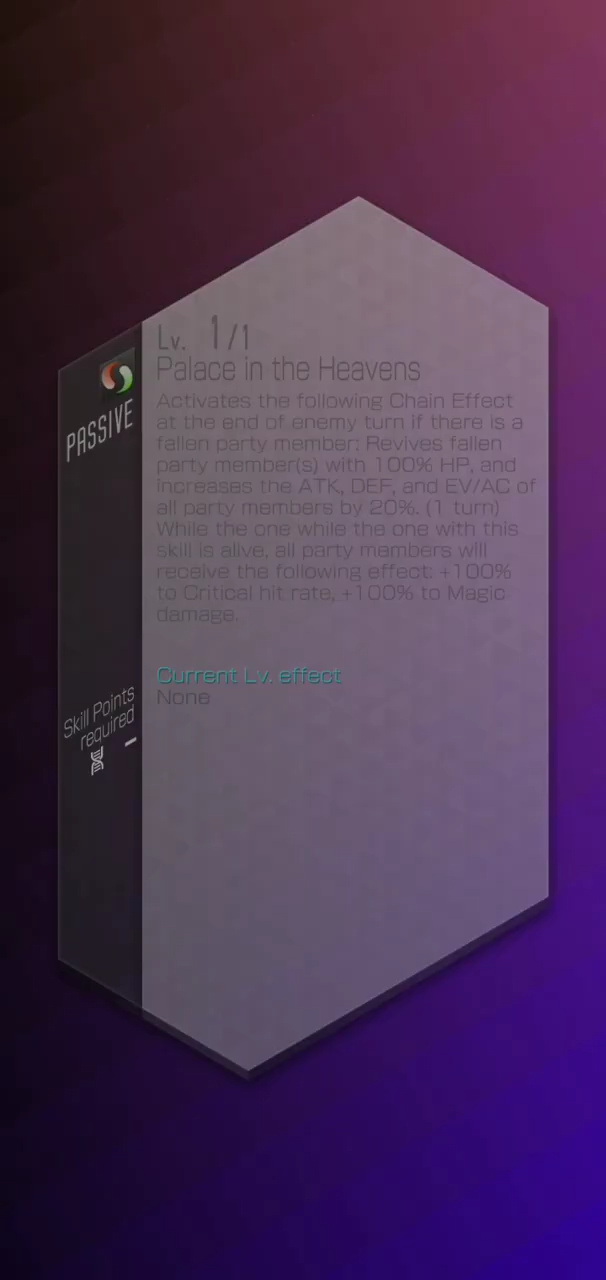 Lv. 1/1
Palace in the Heavens
PASSIVE
Activates the following Chain Effect
at the end of enemy turn if there is a
fallen party member: Revives fallen
party member(s) with 100% HP, and
increases the ATK, DEF, and EV/AC of
all party members by 20%. (1 turn)
While the one while the one with this
skill is alive, all party members will
receive the following effect: +100%
to Critical hit rate, +100% to Magic
damage.
Current Lv. effect
None
Skill Points
required
–